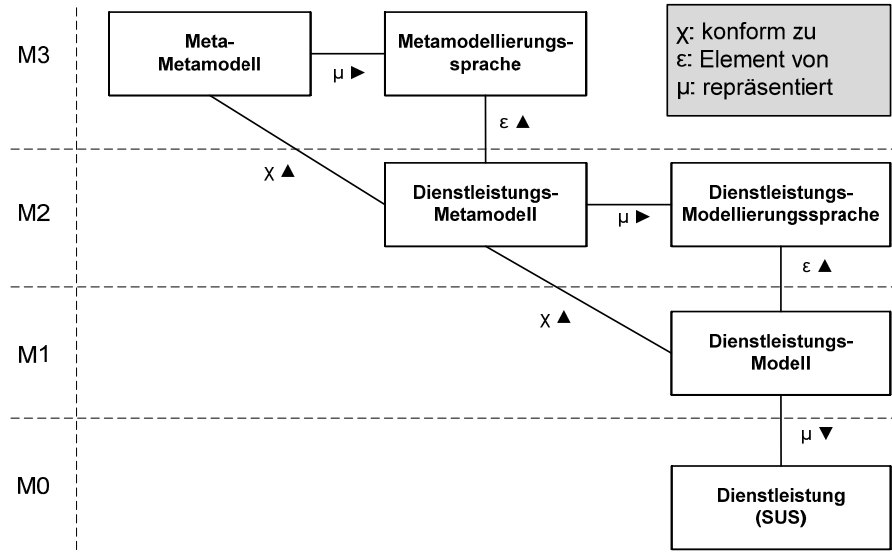 M3
Meta-
Metamodell
μ ►
Metamodellierungs-
sprache
χ: konform zu
ε: Element von
μ: repräsentiert
ε ▲
χ ▲
M2
Dienstleistungs-
Metamodell
μ ►
Dienstleistungs-
Modellierungssprache
ε ▲
χ ▲
M1
Dienstleistungs-
Modell
μ ▼
M0
Dienstleistung
(SUS)